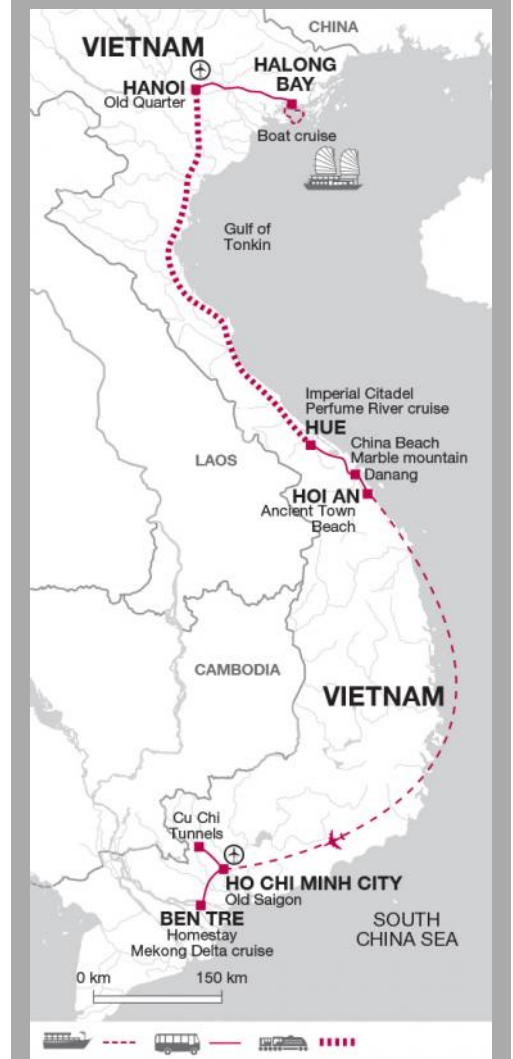 CHINA
VIETNAM
HALONG
BAY
HANOI
Old Quarter
Boat cruise
Gulf of
Tonkin
Imperial Citadel
Perfume River cruise
HUE
China Beach
Marble mountain
Danang
LAOS
HOI AN
Ancient Town
Beach
CAMBODIA
VIETNAM
Cu Chi
Tunnels
HO CHI MINH CITY
Old Saigon
BEN TRE
Homestay
Mekong Delta cruise
SOUTH
CHINA SEA
0 km 150 km